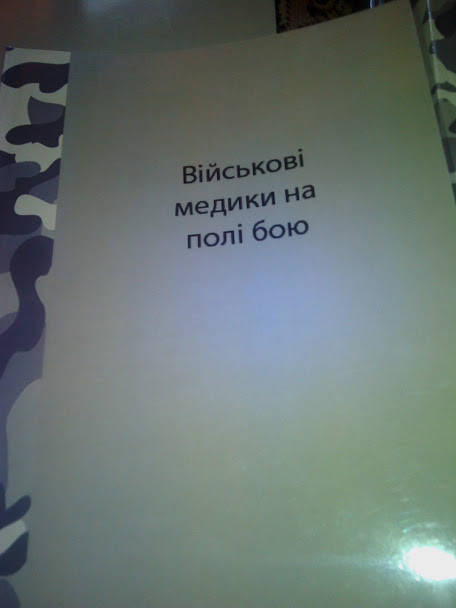 Військові
медики на
полі бою